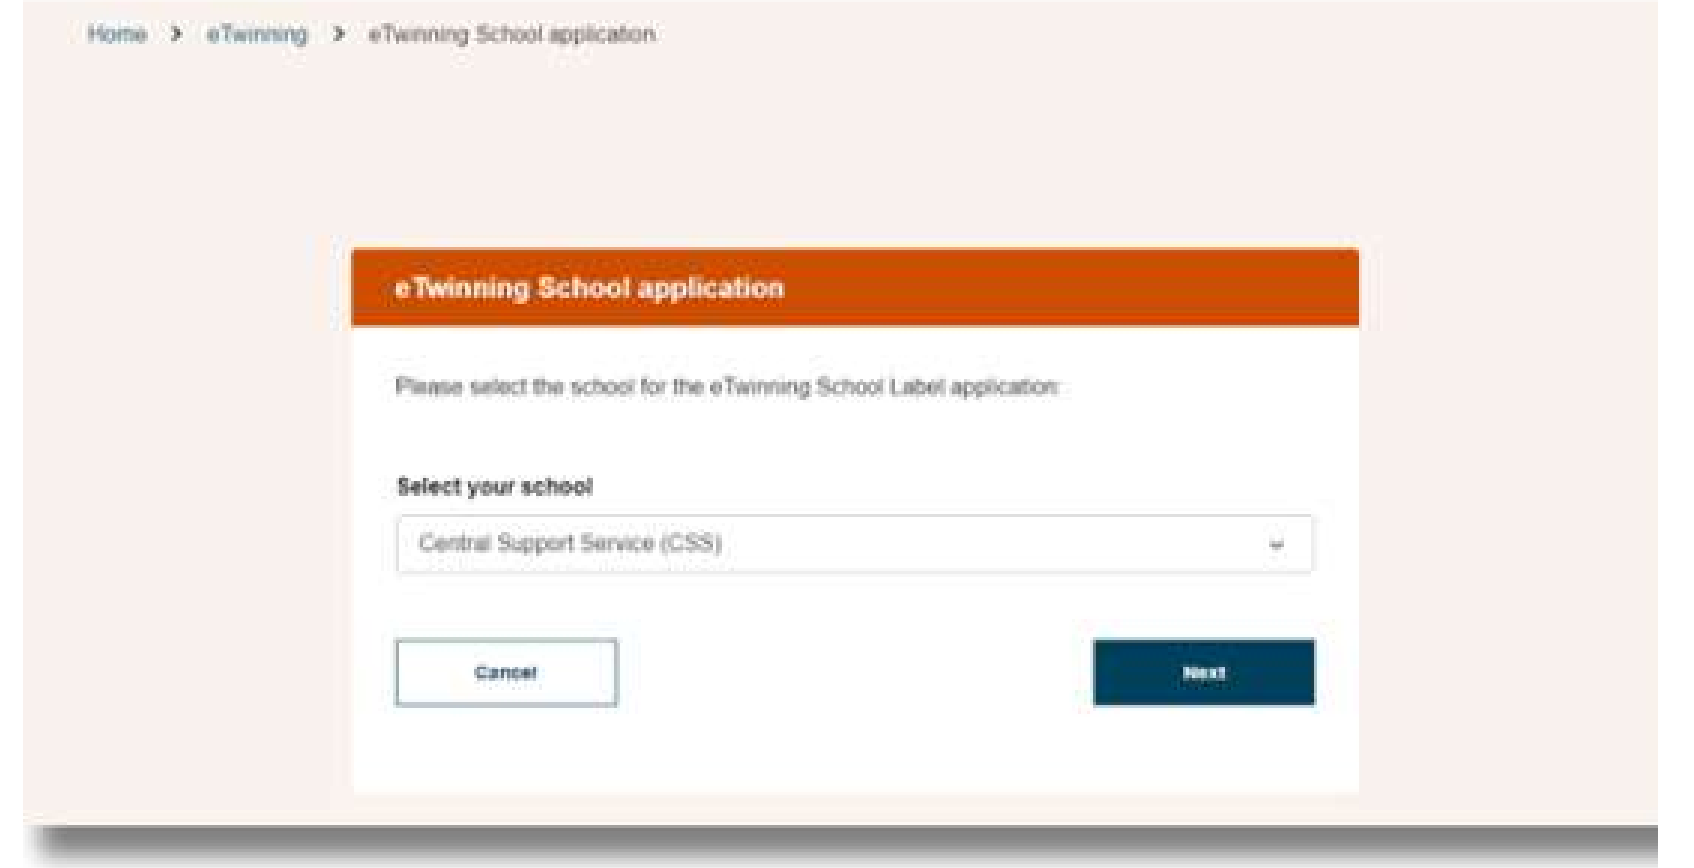 Home > eTwinning > eTwinning School application
eTwinning School application
Please select the school for the eTwinning School Label application:
Select your school
Central Support Service (CSS)
Cancel
Next